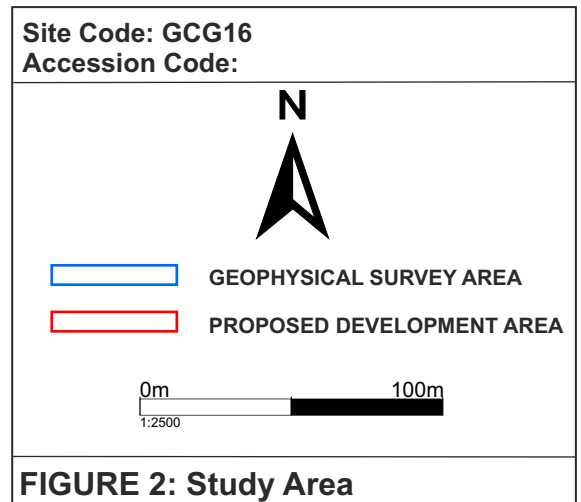 Site Code: GCG16
Accession Code:
N
GEOPHYSICAL SURVEY AREA
PROPOSED DEVELOPMENT AREA
0m 100m
1:2500
FIGURE 2: Study Area